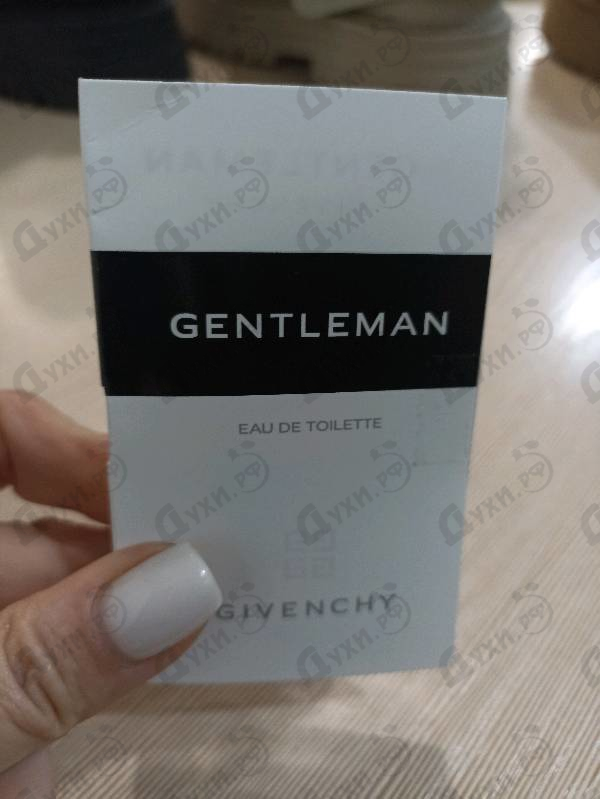 GENTLEMAN
EAU DE TOILETTE
GIVENCHY
Духи.РФ